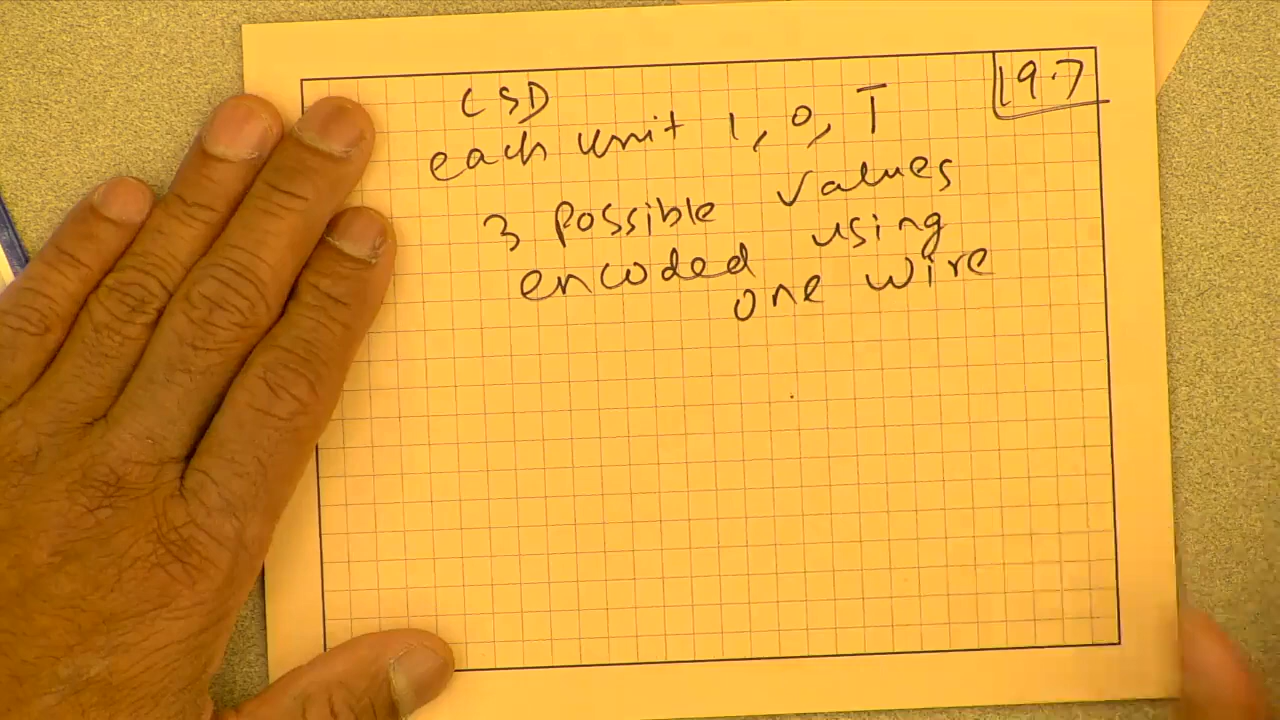 19.7
CSD
each unit 1, 0, T̅
3 possible values
encoded using
one wire